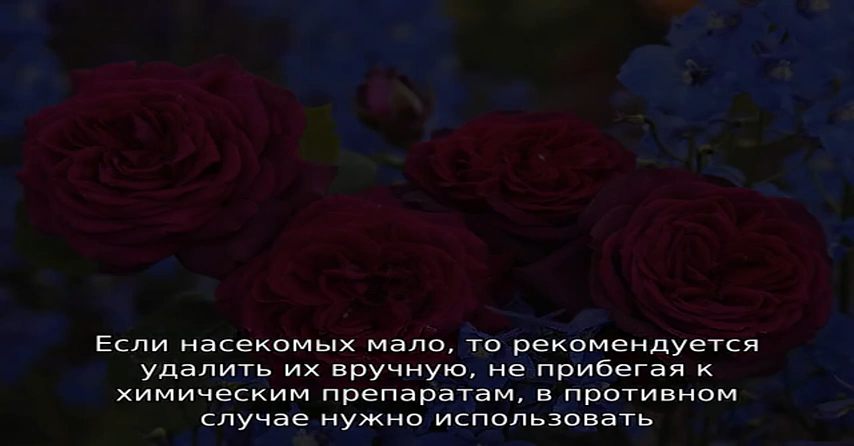 Если насекомых мало, то рекомендуется
удалить их вручную, не прибегая к
химическим препаратам, в противном
случае нужно использовать